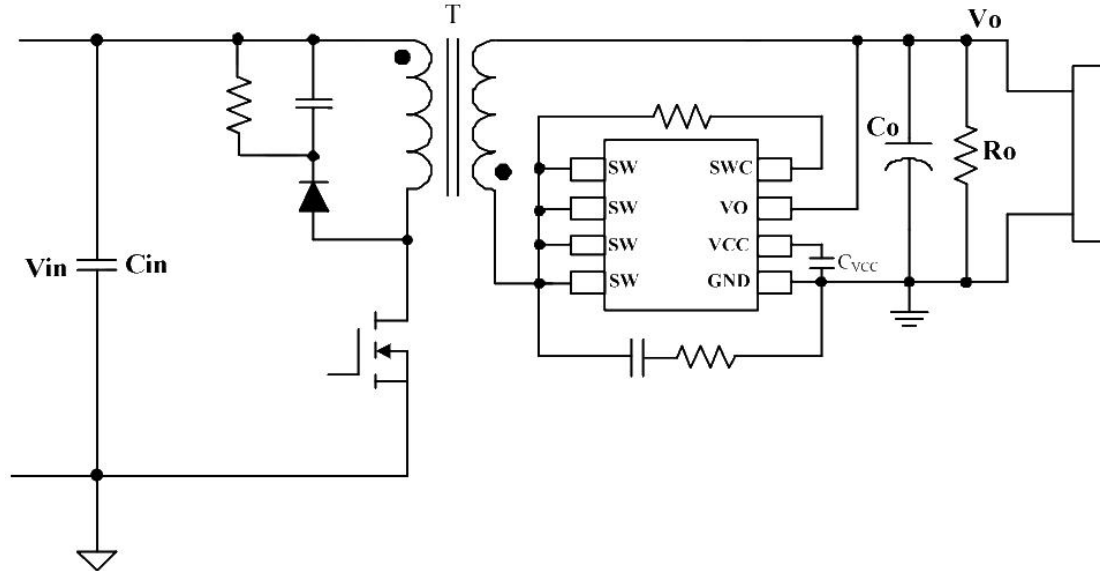 T
Vo
SW SWC
SW VO
SW VCC
SW GND
CVCC
Co
Ro
Vin
Cin